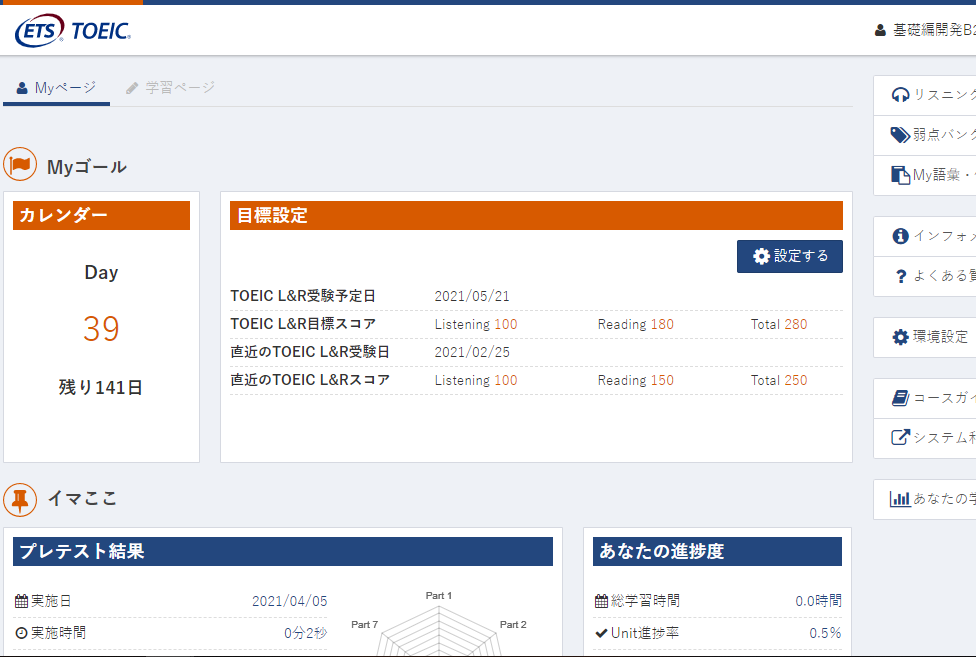 ETS TOEIC.
基礎編開発B2
Myページ 学習ページ
リスニング
弱点バンク
My語彙・
インフォメ
よくある質
環境設定
コースガイ
システム利
あなたの学
Myゴール
カレンダー
Day
39
残り141日
目標設定
設定する
TOEIC L&R受験予定日 2021/05/21
TOEIC L&R目標スコア Listening 100 Reading 180 Total 280
直近のTOEIC L&R受験日 2021/02/25
直近のTOEIC L&Rスコア Listening 100 Reading 150 Total 250
イマここ
プレテスト結果
実施日 2021/04/05
実施時間 0分2秒
Part 1
Part 7 Part 2
あなたの進捗度
総学習時間 0.0時間
Unit進捗率 0.5%